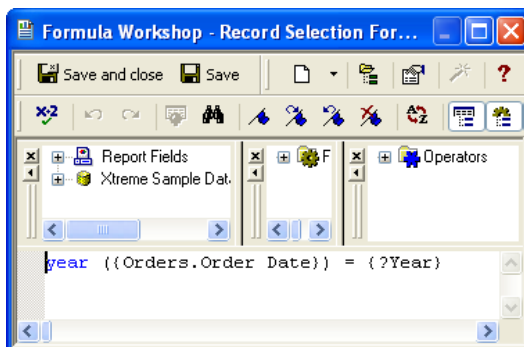 Formula Workshop - Record Selection For...
Save and close Save
x·2
A Z
Report Fields
Xtreme Sample Dat
F
Operators
year ({Orders.Order Date}) = {?Year}